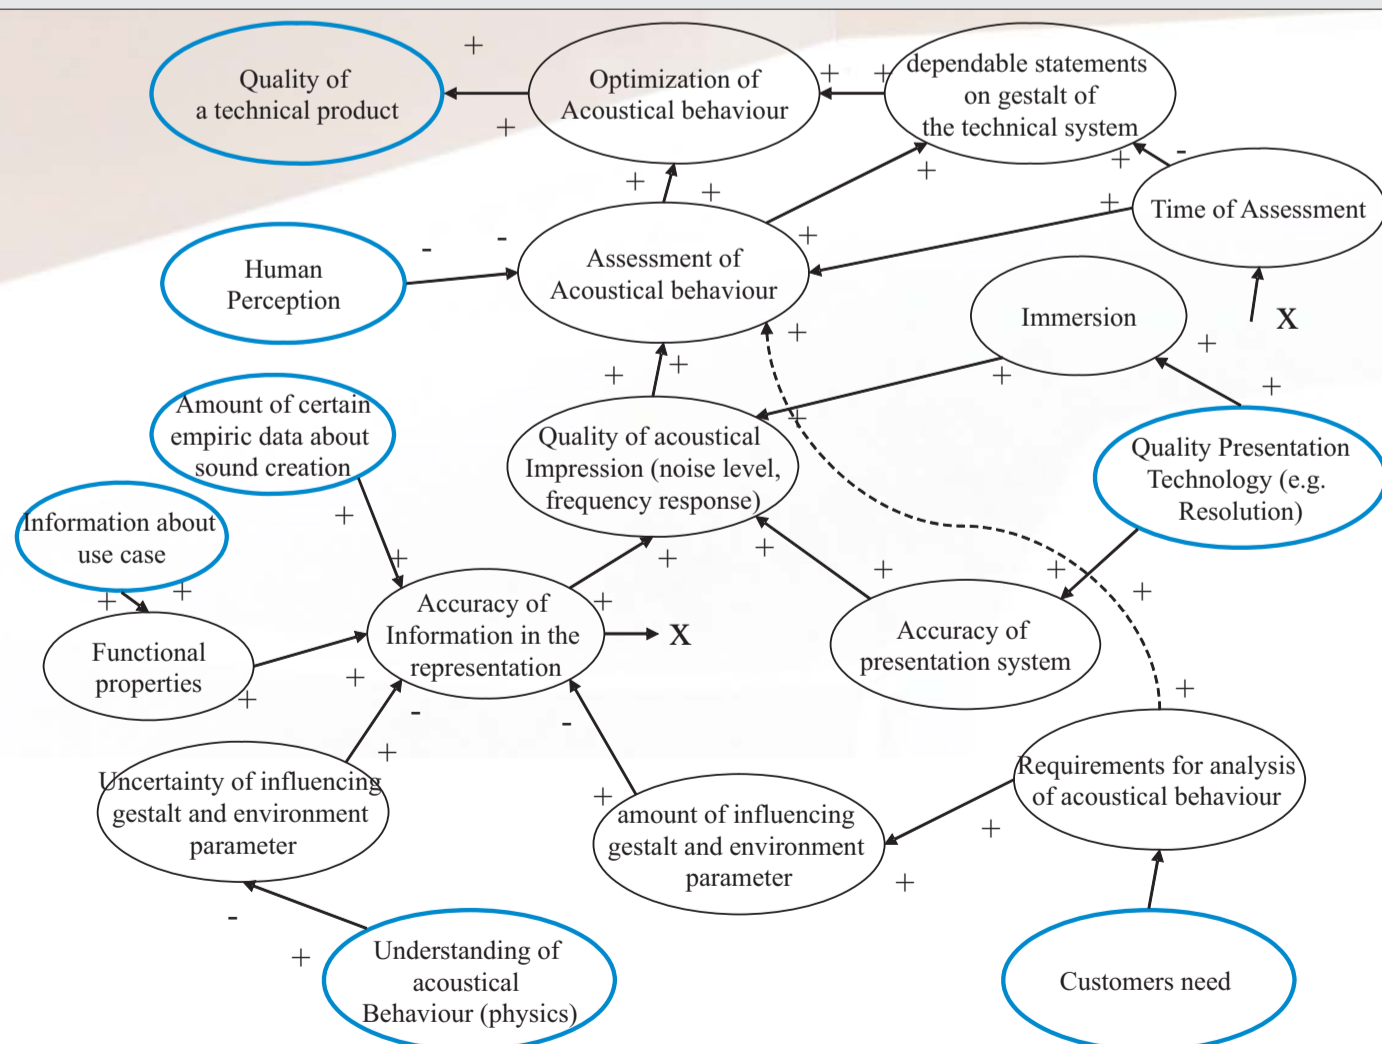 Quality of
a technical product
+
+
Optimization of
Acoustical behaviour
+ +
dependable statements
on gestalt of
the technical system
+
+
-
+
+
Time of Assessment
+
Human
Perception
-
-
Assessment of
Acoustical behaviour
+
+
Immersion
X
+
+
+
+
+
+
Amount of certain
empiric data about
sound creation
+
+
Quality of acoustical
Impression (noise level,
frequency response)
+
Quality Presentation
Technology (e.g.
Resolution)
Information about
use case
+
+
+
+
+
+
+
+
Accuracy of
Information in the
representation
+
X
Functional
properties
+
+
Accuracy of
presentation system
-
-
+
+
Uncertainty of influencing
gestalt and environment
parameter
Requirements for analysis
of acoustical behaviour
+
amount of influencing
gestalt and environment
parameter
+
+
-
+
Understanding of
acoustical
Behaviour (physics)
Customers need